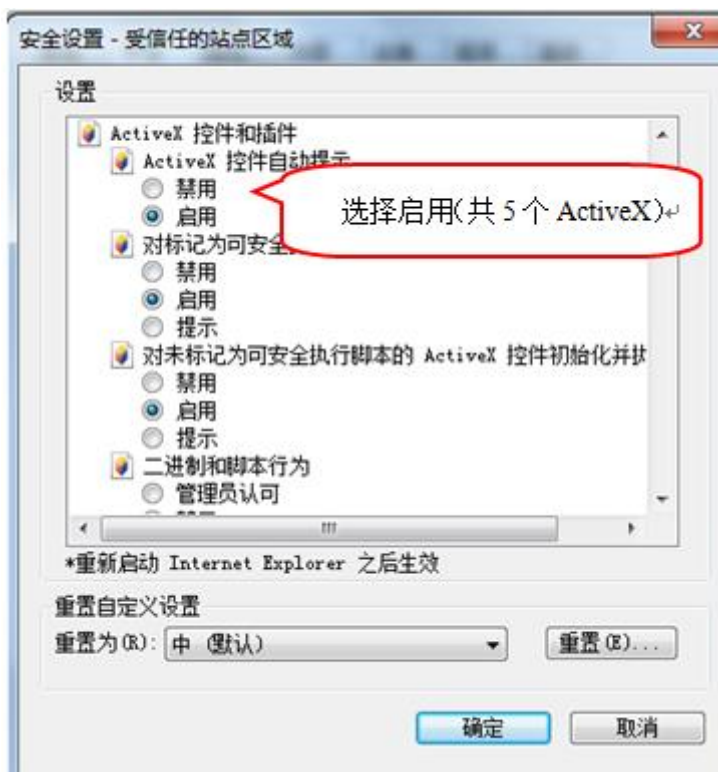 安全设置 - 受信任的站点区域
设置
ActiveX 控件和插件
ActiveX 控件自动提示
禁用
启用
选择启用(共 5 个 ActiveX)↵
对标记为可安全
禁用
启用
提示
对未标记为可安全执行脚本的 ActiveX 控件初始化并执
禁用
启用
提示
二进制和脚本行为
管理员认可
*重新启动 Internet Explorer 之后生效
重置自定义设置
重置为(R): 中 (默认) 重置(E)...
确定 取消